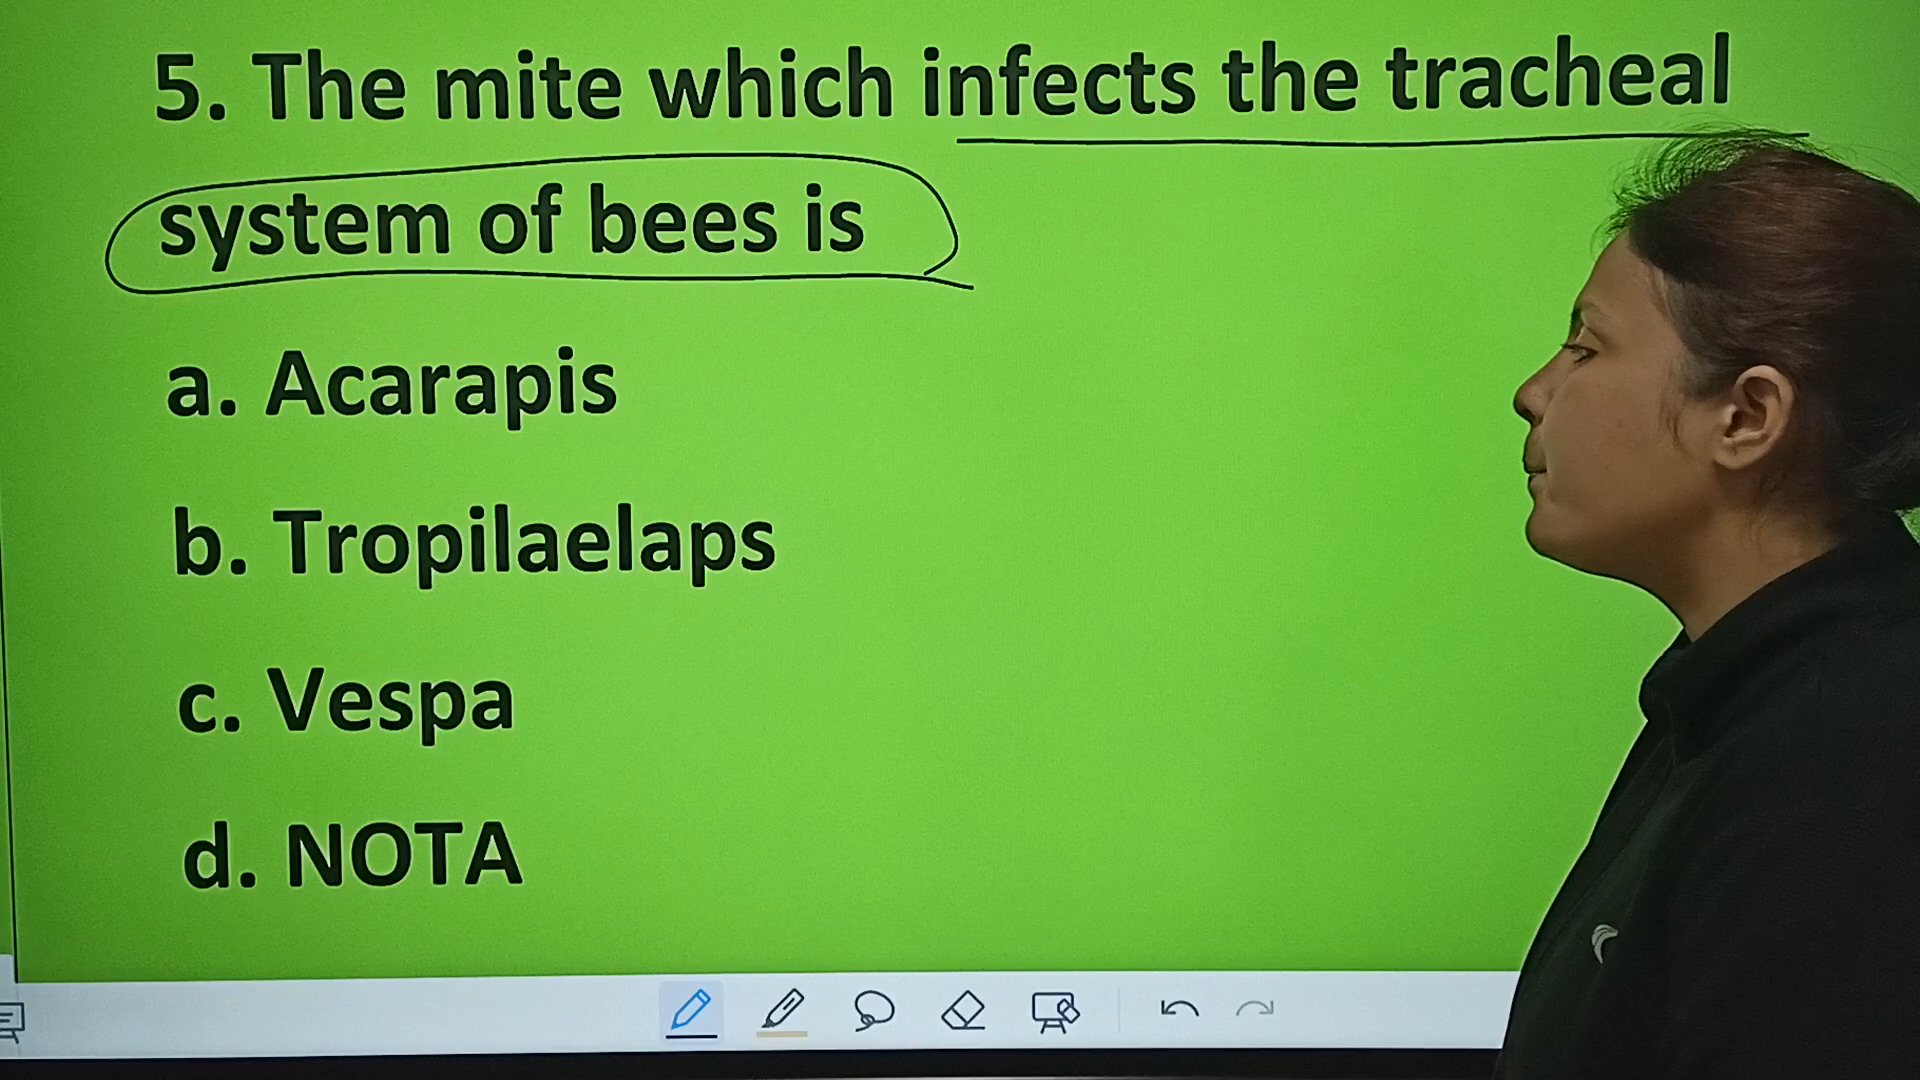 5. The mite which infects the tracheal
system of bees is
a. Acarapis
b. Tropilaelaps
c. Vespa
d. NOTA